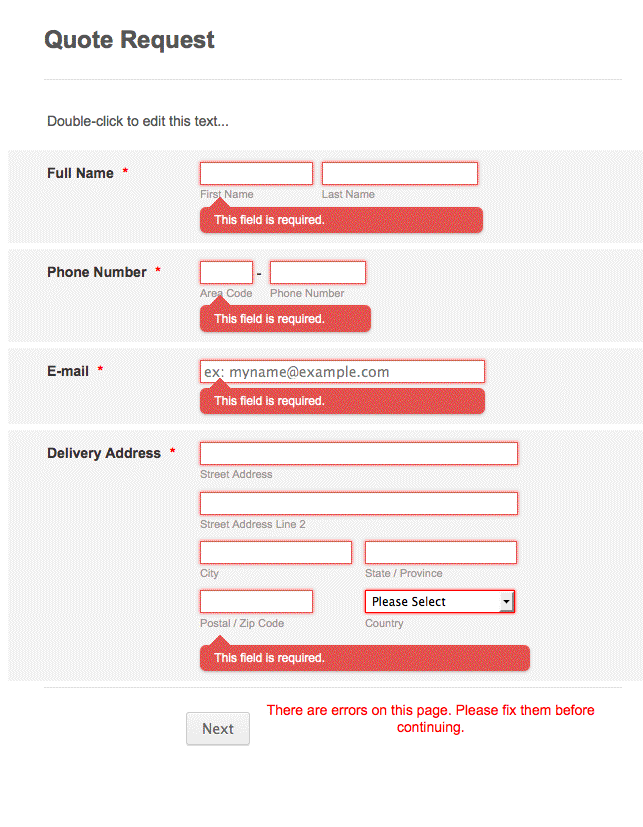 Quote Request
Double-click to edit this text...
Full Name *
First Name Last Name
This field is required.
Phone Number * -
Area Code Phone Number
This field is required.
E-mail * ex: myname@example.com
This field is required.
Delivery Address *
Street Address
Street Address Line 2
City State / Province
Please Select
Postal / Zip Code Country
This field is required.
Next
There are errors on this page. Please fix them before
continuing.